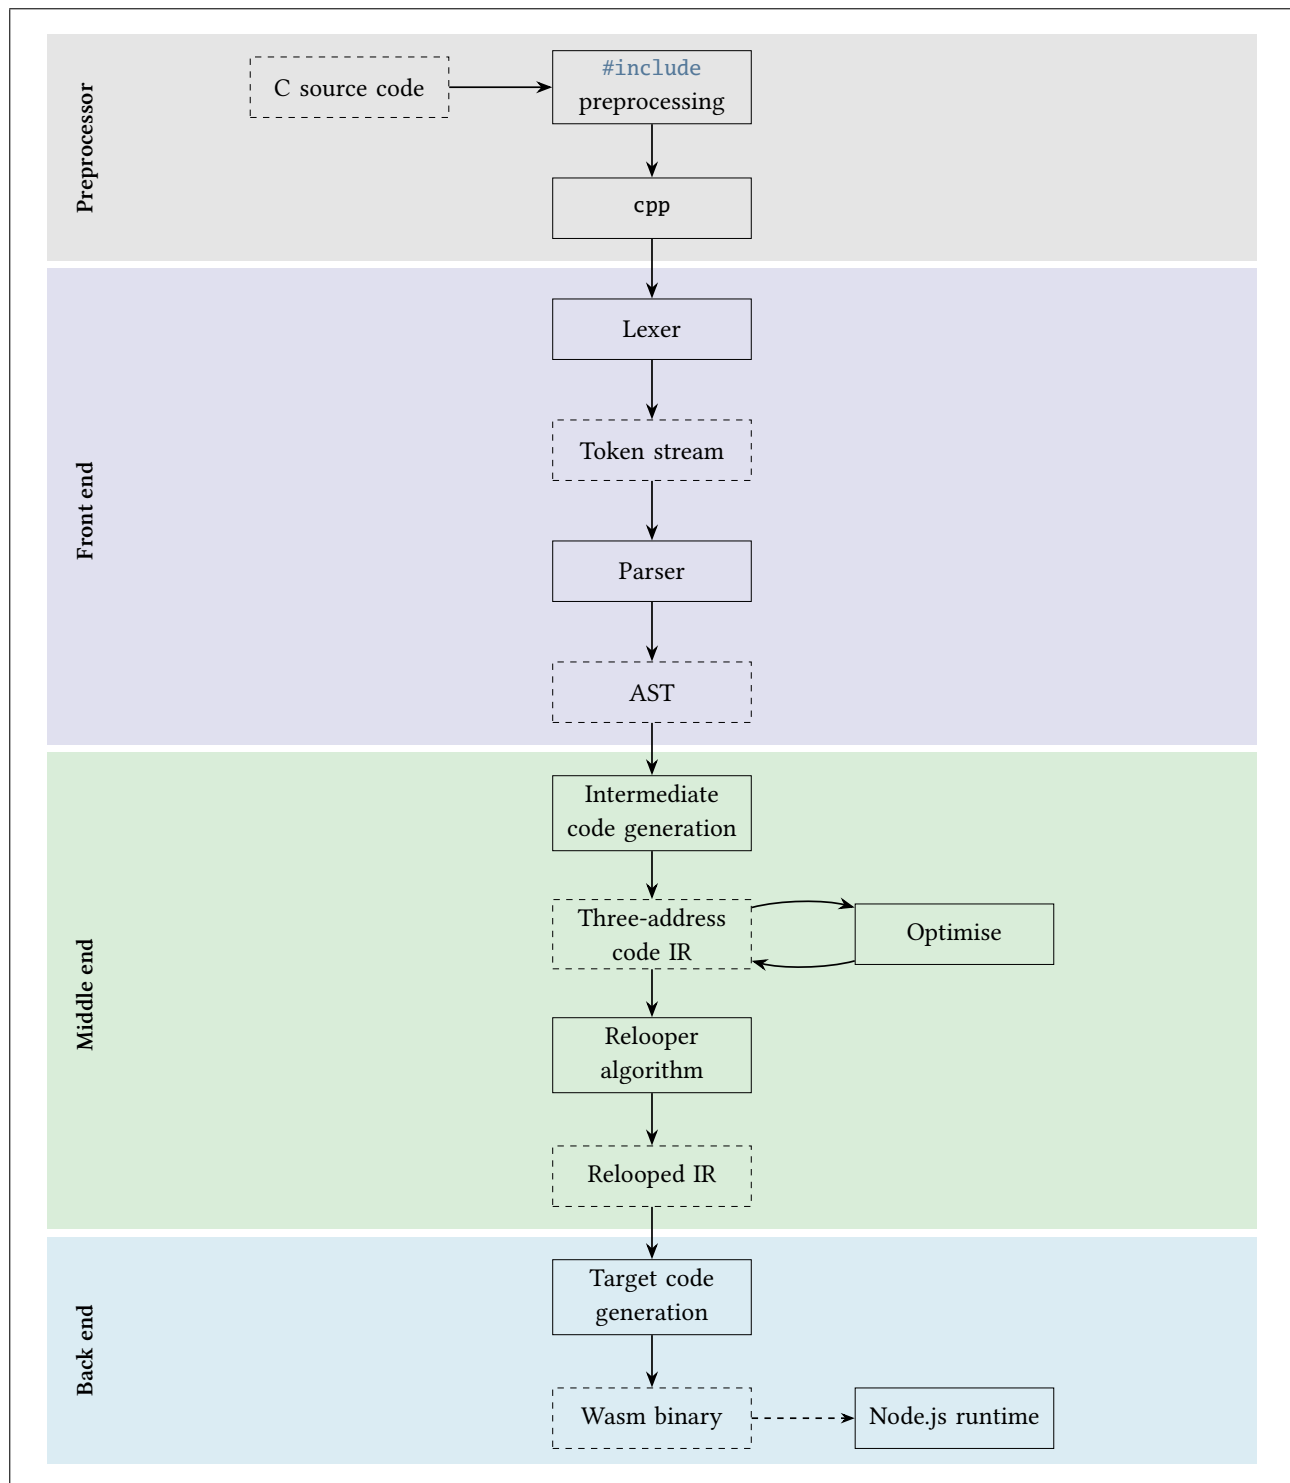 Preprocessor
C source code
#include
preprocessing
cpp
Front end
Lexer
Token stream
Parser
AST
Middle end
Intermediate
code generation
Three-address
code IR
Optimise
Relooper
algorithm
Relooped IR
Back end
Target code
generation
Wasm binary
Node.js runtime